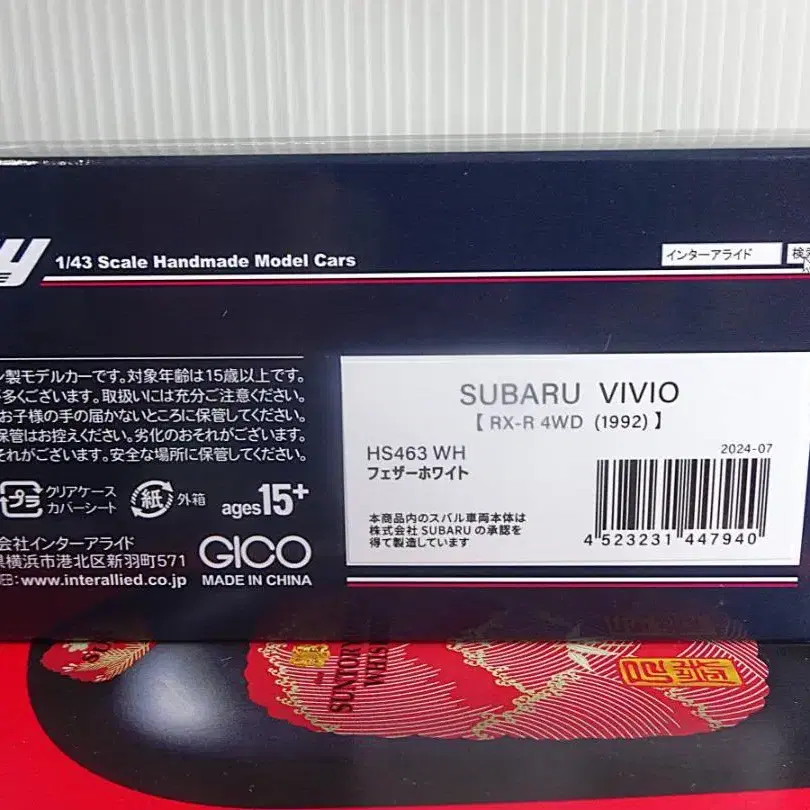 1/43 Scale Handmade Model Cars
インターアライド
ン製モデルカーです。対象年齢は15歳以上です。
多くございます。取扱いには充分ご注意ください。
お子様の手の届かないところに保管してください。
保管はお控えください。劣化のおそれがございます。
それがございます。安全な場所に保管してください。
プラ クリアケース カバーシート 紙 外箱 ages15+
会社インターアライド
県横浜市港北区新羽町571
www.interallied.co.jp
GICO
MADE IN CHINA
SUBARU VIVIO
【 RX-R 4WD (1992) 】
HS463 WH
フェザーホワイト
2024-07
本商品内のスバル車両本体は
株式会社 SUBARU の承認を
得て製造しています
4 523231 447940
SUNTORY
WHIS